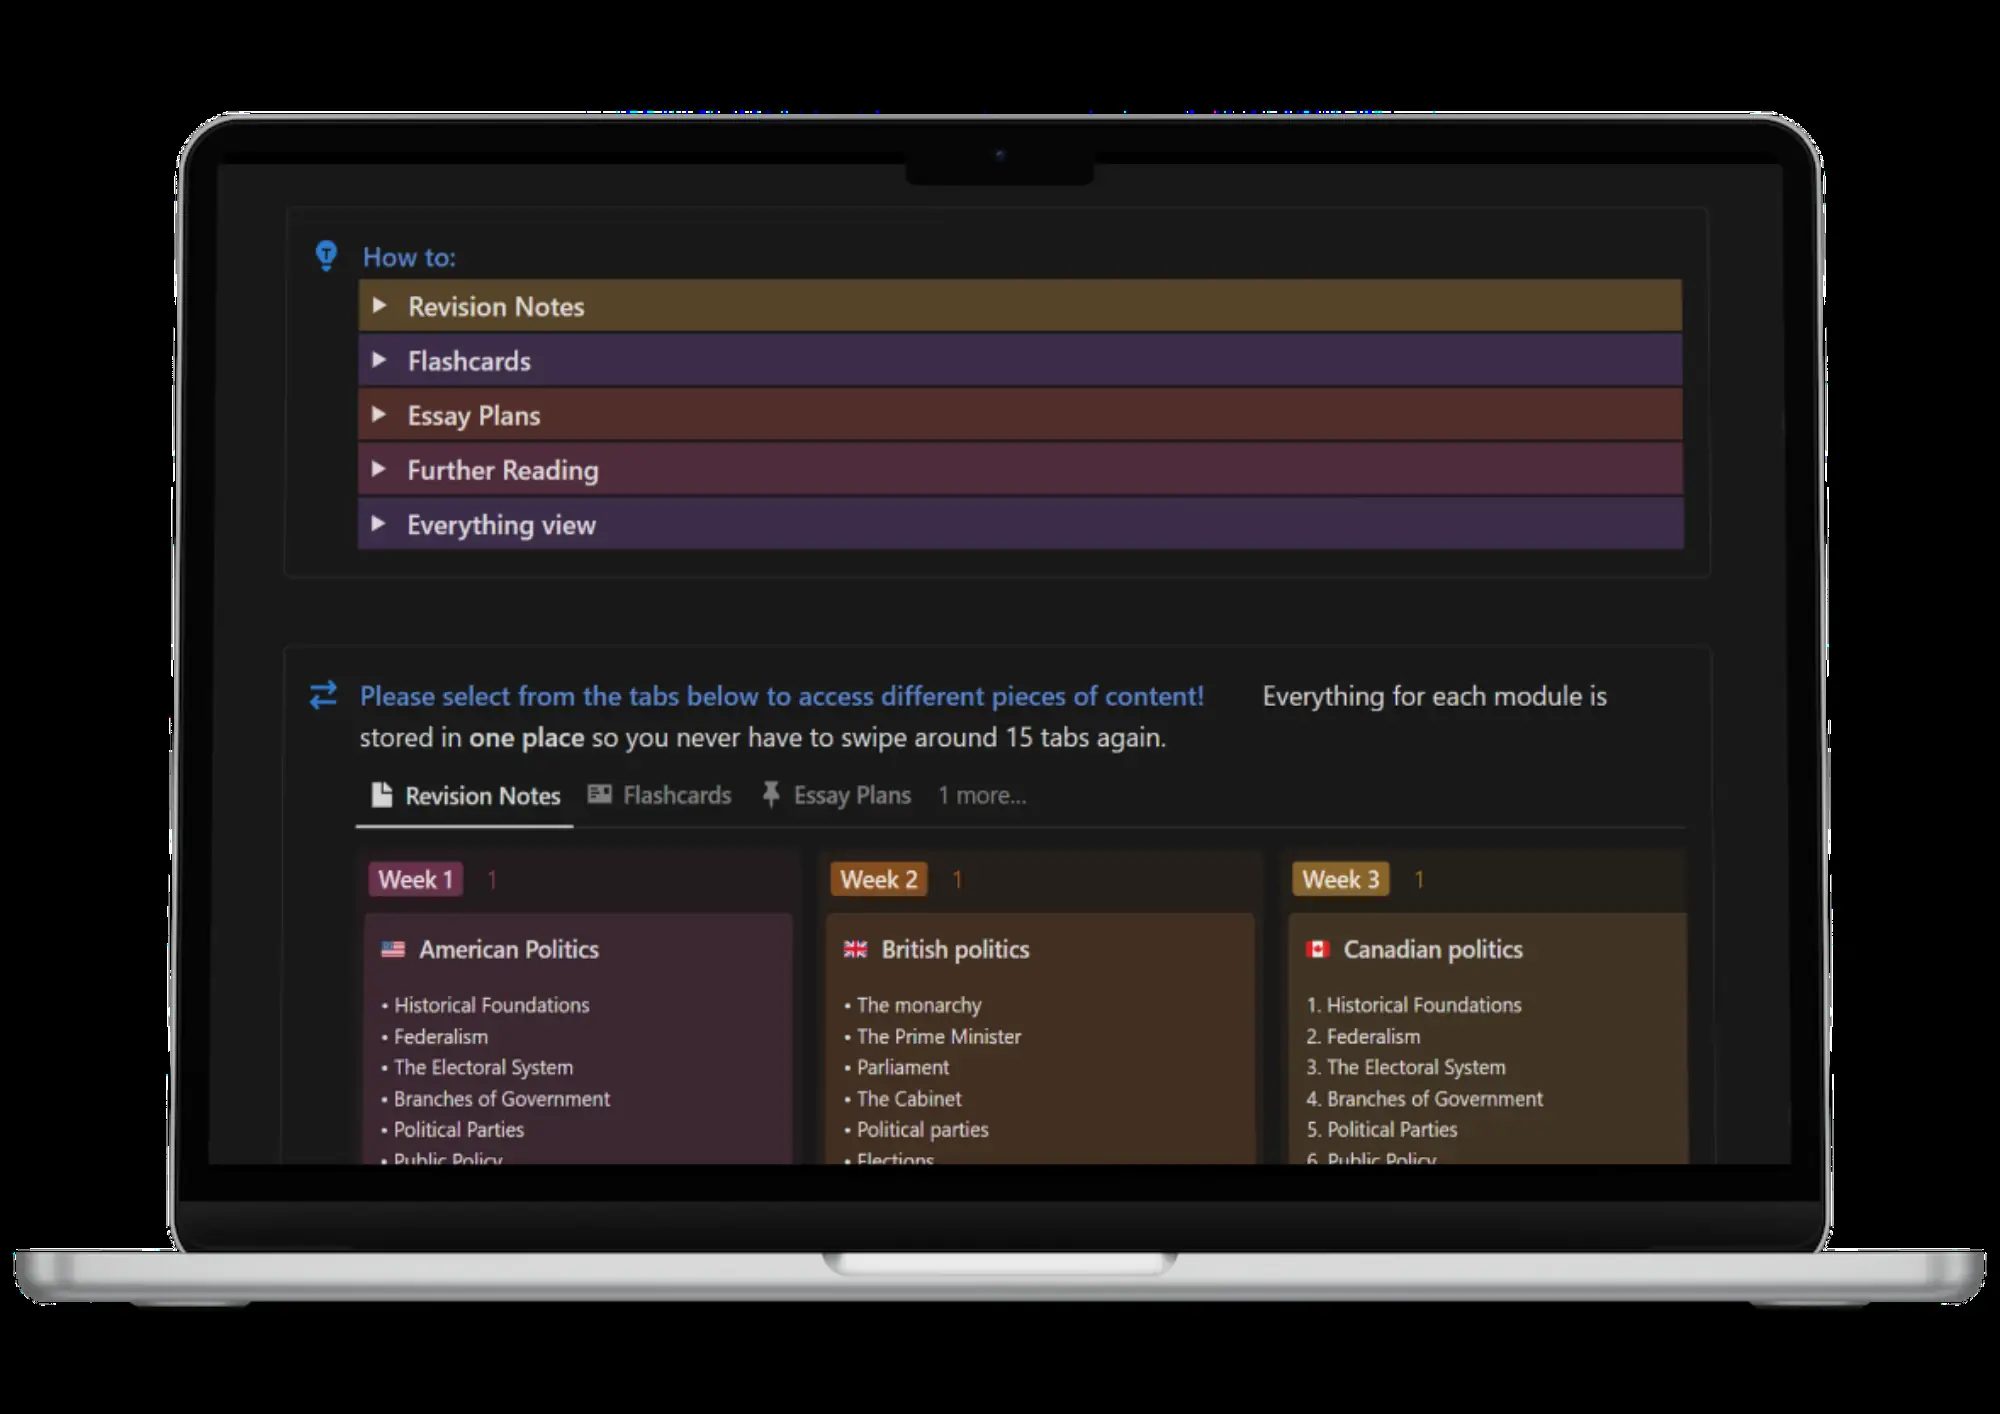 How to:
Revision Notes
Flashcards
Essay Plans
Further Reading
Everything view
Please select from the tabs below to access different pieces of content! Everything for each module is
stored in one place so you never have to swipe around 15 tabs again.
Revision Notes Flashcards Essay Plans 1 more...
Week 1 1
American Politics
• Historical Foundations
• Federalism
• The Electoral System
• Branches of Government
• Political Parties
• Public Policy
Week 2 1
British politics
• The monarchy
• The Prime Minister
• Parliament
• The Cabinet
• Political parties
• Elections
Week 3 1
Canadian politics
1. Historical Foundations
2. Federalism
3. The Electoral System
4. Branches of Government
5. Political Parties
6. Public Policy